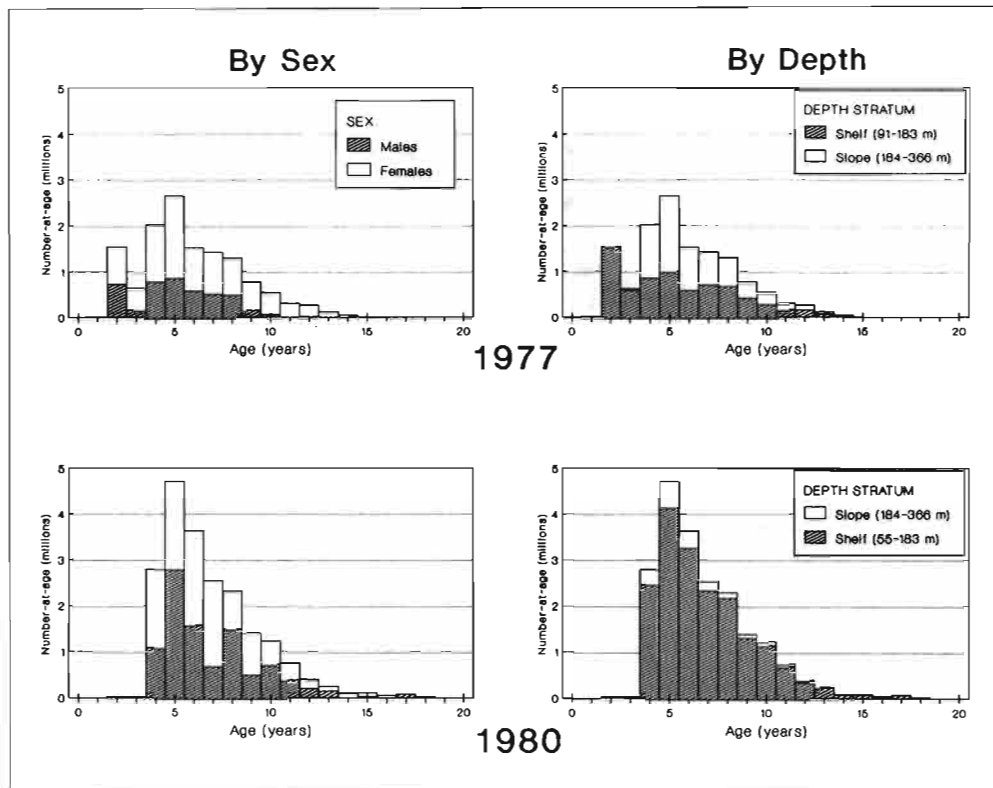 By Sex
5
4
3
2
1
0
Number-at-age (millions)
SEX
Males
Females
0 5 10 15 20
Age (years)
By Depth
5
4
3
2
1
0
Number-at-age (millions)
DEPTH STRATUM
Shelf (91-183 m)
Slope (184-366 m)
0 5 10 15 20
Age (years)
1977
5
4
3
2
1
0
Number-at-age (millions)
0 5 10 15 20
Age (years)
5
4
3
2
1
0
Number-at-age (millions)
DEPTH STRATUM
Slope (184-366 m)
Shelf (55-183 m)
0 5 10 15 20
Age (years)
1980